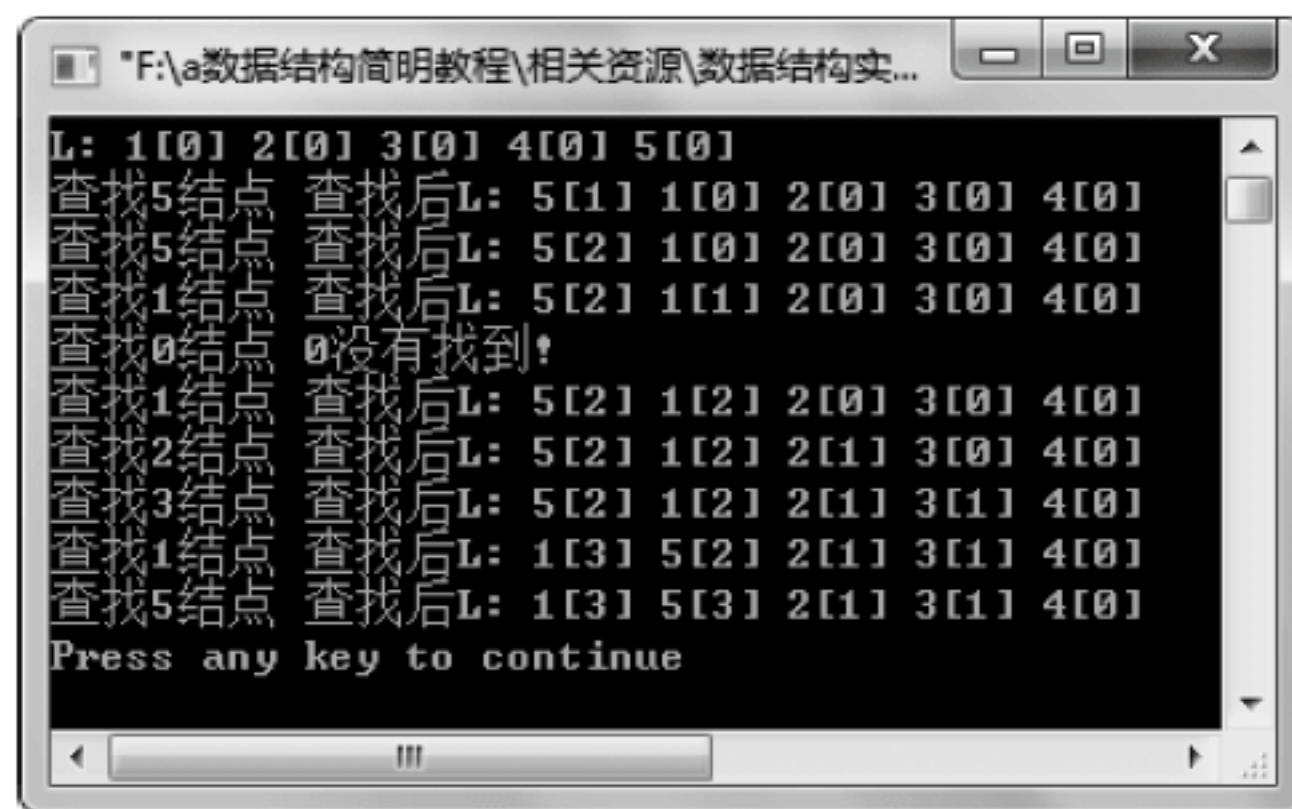 "F:\a数据结构简明教程\相关资源\数据结构实...
L: 1[0] 2[0] 3[0] 4[0] 5[0]
查找5结点 查找后L: 5[1] 1[0] 2[0] 3[0] 4[0]
查找5结点 查找后L: 5[2] 1[0] 2[0] 3[0] 4[0]
查找1结点 查找后L: 5[2] 1[1] 2[0] 3[0] 4[0]
查找0结点 0没有找到!
查找1结点 查找后L: 5[2] 1[2] 2[0] 3[0] 4[0]
查找2结点 查找后L: 5[2] 1[2] 2[1] 3[0] 4[0]
查找3结点 查找后L: 5[2] 1[2] 2[1] 3[1] 4[0]
查找1结点 查找后L: 1[3] 5[2] 2[1] 3[1] 4[0]
查找5结点 查找后L: 1[3] 5[3] 2[1] 3[1] 4[0]
Press any key to continue